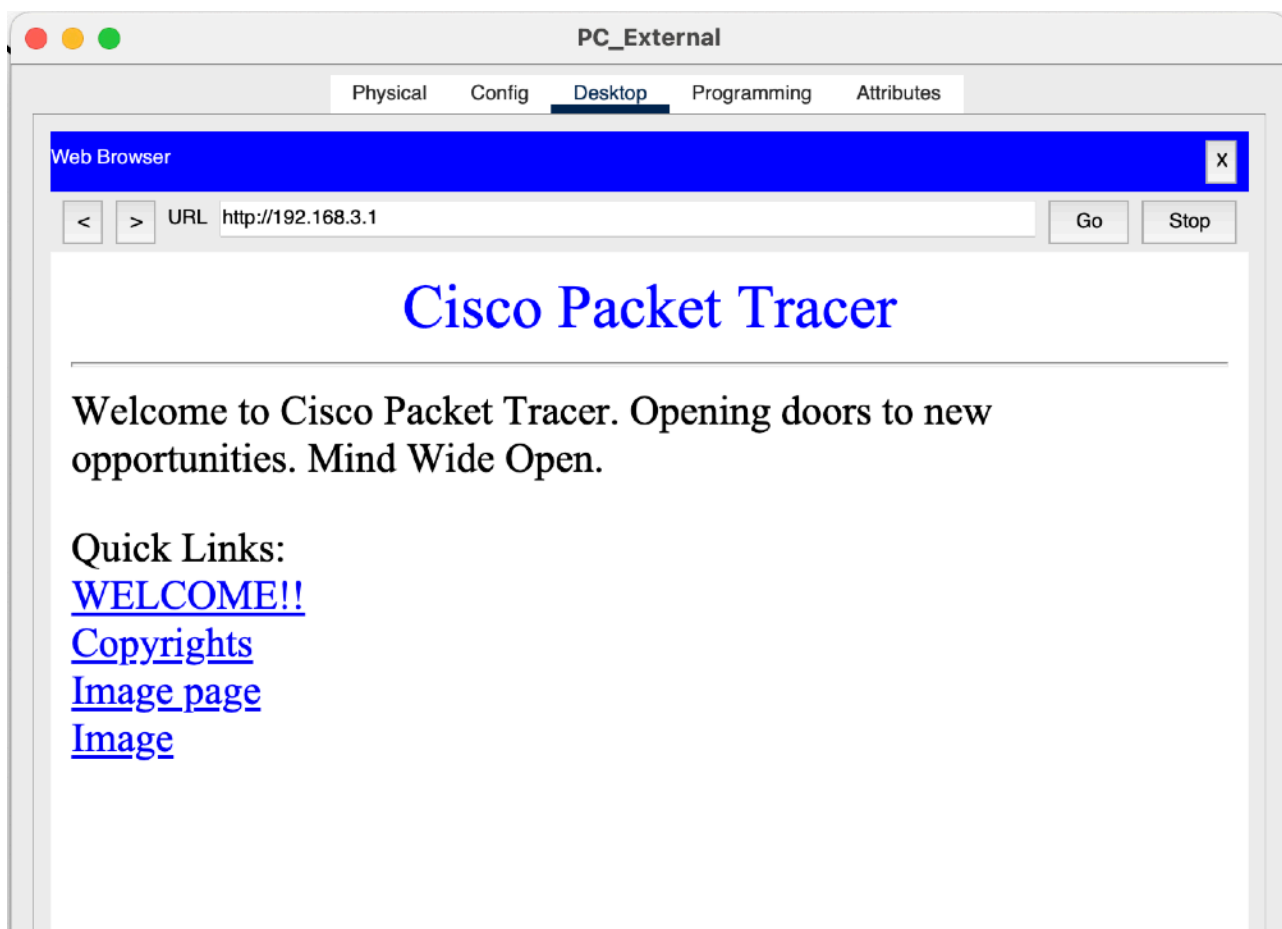 PC_External
Physical Config Desktop Programming Attributes
Web Browser X
< > URL http://192.168.3.1 Go Stop
Cisco Packet Tracer
Welcome to Cisco Packet Tracer. Opening doors to new
opportunities. Mind Wide Open.
Quick Links:
WELCOME!!
Copyrights
Image page
Image